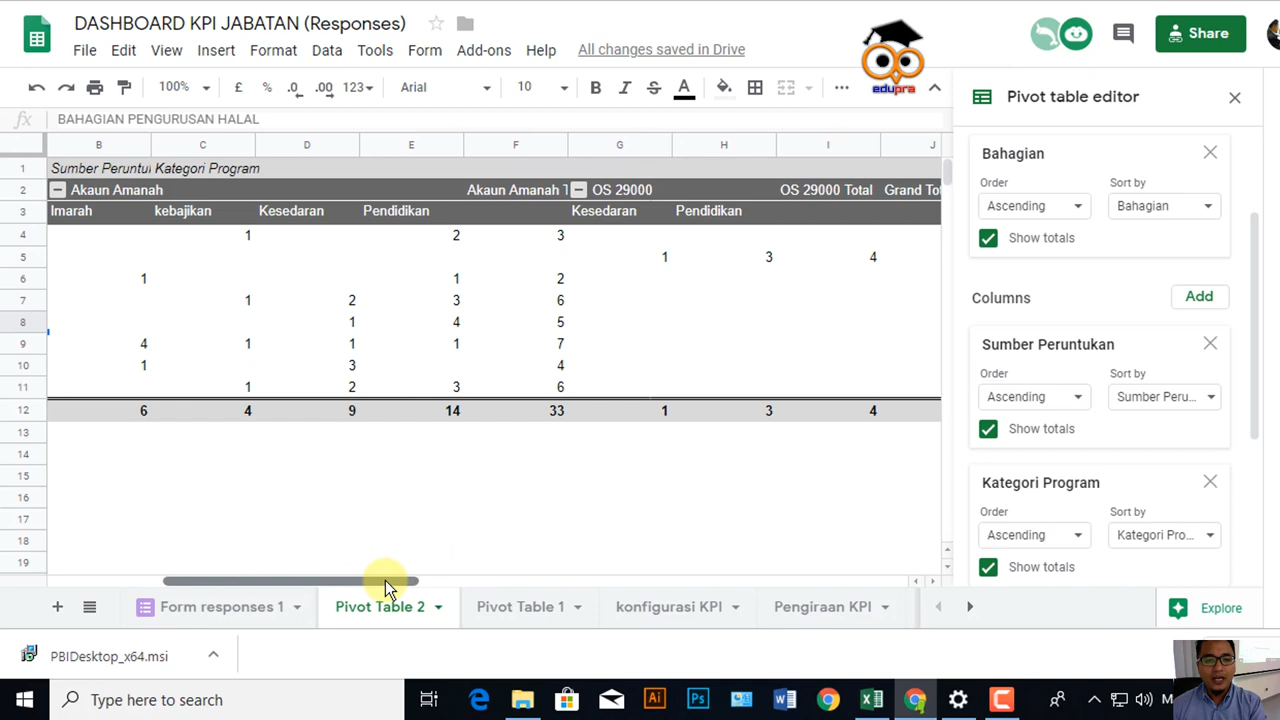 DASHBOARD KPI JABATAN (Responses)
File Edit View Insert Format Data Tools Form Add-ons Help All changes saved in Drive
Share
edupra
100% £ % .0 .00 123 Arial 10 B I S A
fx BAHAGIAN PENGURUSAN HALAL
Pivot table editor
B C D E F G H I J
1 Sumber Peruntu Kategori Program
2 Akaun Amanah Akaun Amanah T OS 29000 OS 29000 Total Grand Tot
3 Imarah kebajikan Kesedaran Pendidikan Kesedaran Pendidikan
4 1 2 3
5 1 3 4
6 1 1 2
7 1 2 3 6
8 1 4 5
9 4 1 1 1 7
10 1 3 4
11 1 2 3 6
12 6 4 9 14 33 1 3 4
13
14
15
16
17
18
19
Bahagian
Order Sort by
Ascending Bahagian
Show totals
Columns Add
Sumber Peruntukan
Order Sort by
Ascending Sumber Peru...
Show totals
Kategori Program
Order Sort by
Ascending Kategori Pro...
Show totals
Form responses 1 Pivot Table 2 Pivot Table 1 konfigurasi KPI Pengiraan KPI Explore
PBIDesktop_x64.msi
Type here to search
Ai Ps